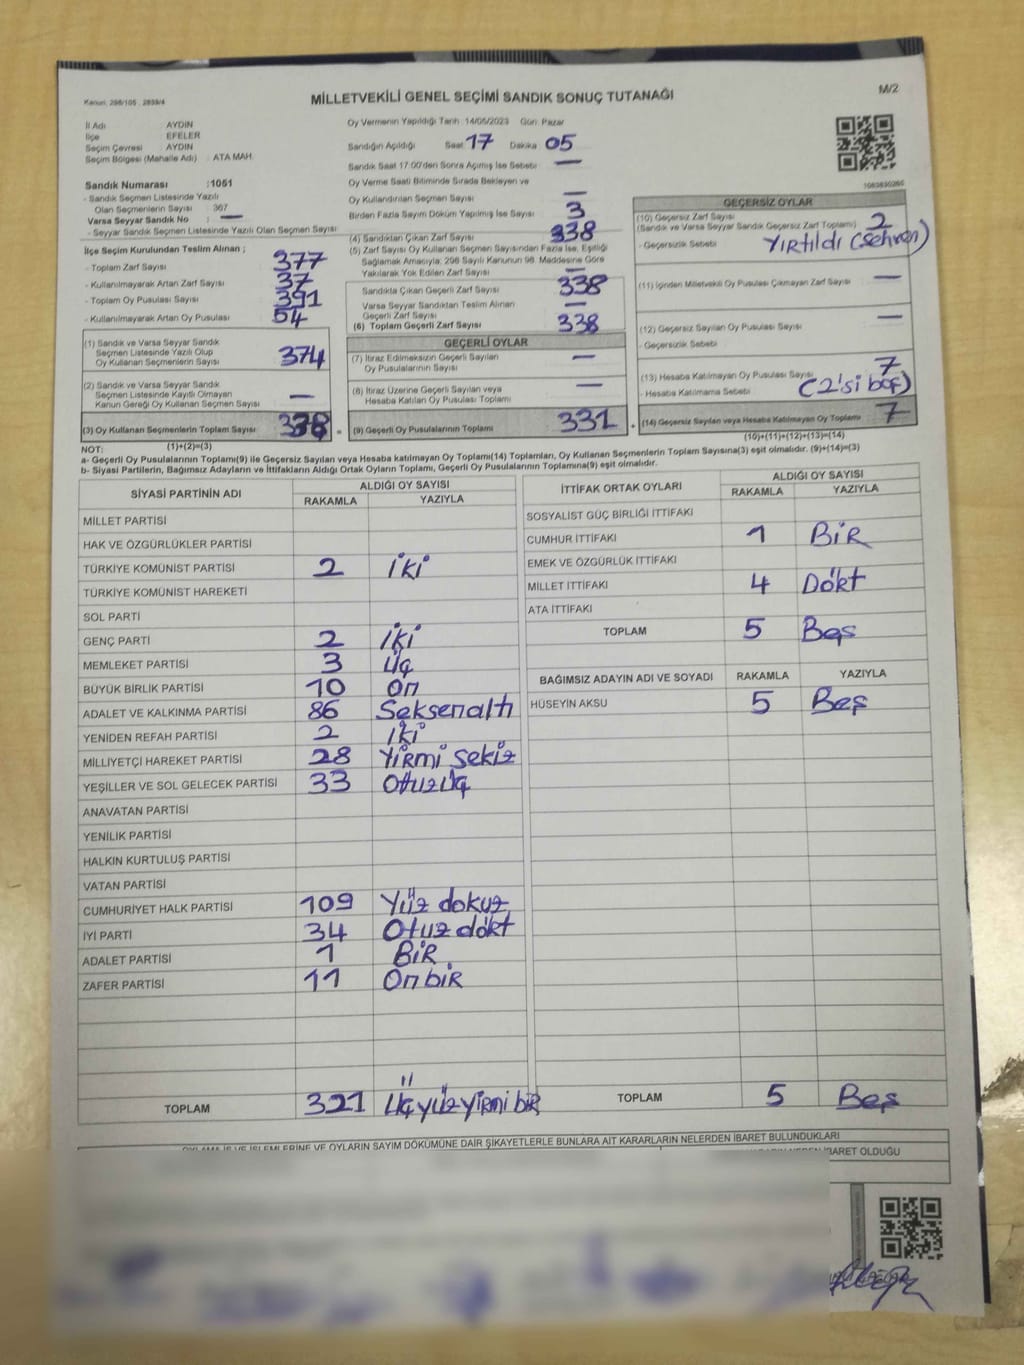 Kanun, 298/105, 2839/4
MİLLETVEKİLİ GENEL SEÇİMİ SANDIK SONUÇ TUTANAĞI
M/2
İl Adı : AYDIN
İlçe : EFELER
Seçim Çevresi : AYDIN
Seçim Bölgesi (Mahalle Adı) : ATA MAH.
Sandık Numarası : 1051
- Sandık Seçmen Listesinde Yazılı
Olan Seçmenlerin Sayısı : 367
Varsa Seyyar Sandık No : —
- Seyyar Sandık Seçmen Listesinde Yazılı Olan Seçmen Sayısı
Oy Vermenin Yapıldığı Tarih : 14/05/2023 Gün: Pazar
Sandığın Açıldığı Saat 17 Dakika 05
Sandık Saat 17:00'den Sonra Açılmış İse Sebebi : —
Oy Verme Saati Bitiminde Sırada Bekleyen ve
Oy Kullandırılan Seçmen Sayısı —
Birden Fazla Sayım Döküm Yapılmış İse Sayısı 3
İlçe Seçim Kurulundan Teslim Alınan ;
- Toplam Zarf Sayısı 377
- Kullanılmayarak Artan Zarf Sayısı 37
- Toplam Oy Pusulası Sayısı 391
- Kullanılmayarak Artan Oy Pusulası 54
(4) Sandıktan Çıkan Zarf Sayısı 338
(5) Zarf Sayısı Oy Kullanan Seçmen Sayısından Fazla İse, Eşitliği
Sağlamak Amacıyla; 298 Sayılı Kanunun 98. Maddesine Göre
Yakılarak Yok Edilen Zarf Sayısı —
Sandıkta Çıkan Geçerli Zarf Sayısı 338
Varsa Seyyar Sandıktan Teslim Alınan
Geçerli Zarf Sayısı —
(6) Toplam Geçerli Zarf Sayısı 338
GEÇERSİZ OYLAR
(10) Geçersiz Zarf Sayısı
(Sandık ve Varsa Seyyar Sandık Geçersiz Zarf Toplamı) 2
- Geçersizlik Sebebi Yırtıldı (sehven)
(11) İçinden Milletvekili Oy Pusulası Çıkmayan Zarf Sayısı —
(12) Geçersiz Sayılan Oy Pusulası Sayısı —
- Geçersizlik Sebebi
(13) Hesaba Katılmayan Oy Pusulası Sayısı 7
- Hesaba Katılmama Sebebi (2'si boş)
(14) Geçersiz Sayılan veya Hesaba Katılmayan Oy Toplamı 7
(10)+(11)+(12)+(13)=(14)
(1) Sandık ve Varsa Seyyar Sandık
Seçmen Listesinde Yazılı Olup
Oy Kullanan Seçmenlerin Sayısı 374
(2) Sandık ve Varsa Seyyar Sandık
Seçmen Listesinde Kayıtlı Olmayan
Kanun Gereği Oy Kullanan Seçmen Sayısı —
(3) Oy Kullanan Seçmenlerin Toplam Sayısı 338 =
(1)+(2)=(3)
GEÇERLİ OYLAR
(7) İtiraz Edilmeksizin Geçerli Sayılan
Oy Pusulalarının Sayısı —
(8) İtiraz Üzerine Geçerli Sayılan veya
Hesaba Katılan Oy Pusulası Toplamı —
(9) Geçerli Oy Pusulalarının Toplamı 331 +
NOT:
a- Geçerli Oy Pusulalarının Toplamı(9) ile Geçersiz Sayılan veya Hesaba katılmayan Oy Toplamı(14) Toplamları, Oy Kullanan Seçmenlerin Toplam Sayısına(3) eşit olmalıdır. (9)+(14)=(3)
b- Siyasi Partilerin, Bağımsız Adayların ve İttifakların Aldığı Ortak Oyların Toplamı, Geçerli Oy Pusulalarının Toplamına(9) eşit olmalıdır.
SİYASİ PARTİNİN ADI ALDIĞI OY SAYISI
RAKAMLA YAZIYLA
MİLLET PARTİSİ
HAK VE ÖZGÜRLÜKLER PARTİSİ
TÜRKİYE KOMÜNİST PARTİSİ 2 iki
TÜRKİYE KOMÜNİST HAREKETİ
SOL PARTİ
GENÇ PARTİ 2 iki
MEMLEKET PARTİSİ 3 üç
BÜYÜK BİRLİK PARTİSİ 10 on
ADALET VE KALKINMA PARTİSİ 86 Seksenaltı
YENİDEN REFAH PARTİSİ 2 iki
MİLLİYETÇİ HAREKET PARTİSİ 28 Yirmi sekiz
YEŞİLLER VE SOL GELECEK PARTİSİ 33 Otuzüç
ANAVATAN PARTİSİ
YENİLİK PARTİSİ
HALKIN KURTULUŞ PARTİSİ
VATAN PARTİSİ
CUMHURİYET HALK PARTİSİ 109 Yüz dokuz
İYİ PARTİ 34 Otuz dört
ADALET PARTİSİ 1 BİR
ZAFER PARTİSİ 11 Onbir
TOPLAM 321 Üçyüzyirmibir
İTTİFAK ORTAK OYLARI ALDIĞI OY SAYISI
RAKAMLA YAZIYLA
SOSYALİST GÜÇ BİRLİĞİ İTTİFAKI
CUMHUR İTTİFAKI 1 BİR
EMEK VE ÖZGÜRLÜK İTTİFAKI
MİLLET İTTİFAKI 4 Dört
ATA İTTİFAKI
TOPLAM 5 Beş
BAĞIMSIZ ADAYIN ADI VE SOYADI RAKAMLA YAZIYLA
HÜSEYİN AKSU 5 Beş
TOPLAM 5 Beş
OYLAMA İŞ VE İŞLEMLERİNE VE OYLARIN SAYIM DÖKÜMÜNE DAİR ŞİKAYETLERLE BUNLARA AİT KARARLARIN NELERDEN İBARET BULUNDUKLARI
İBARET OLDUĞU